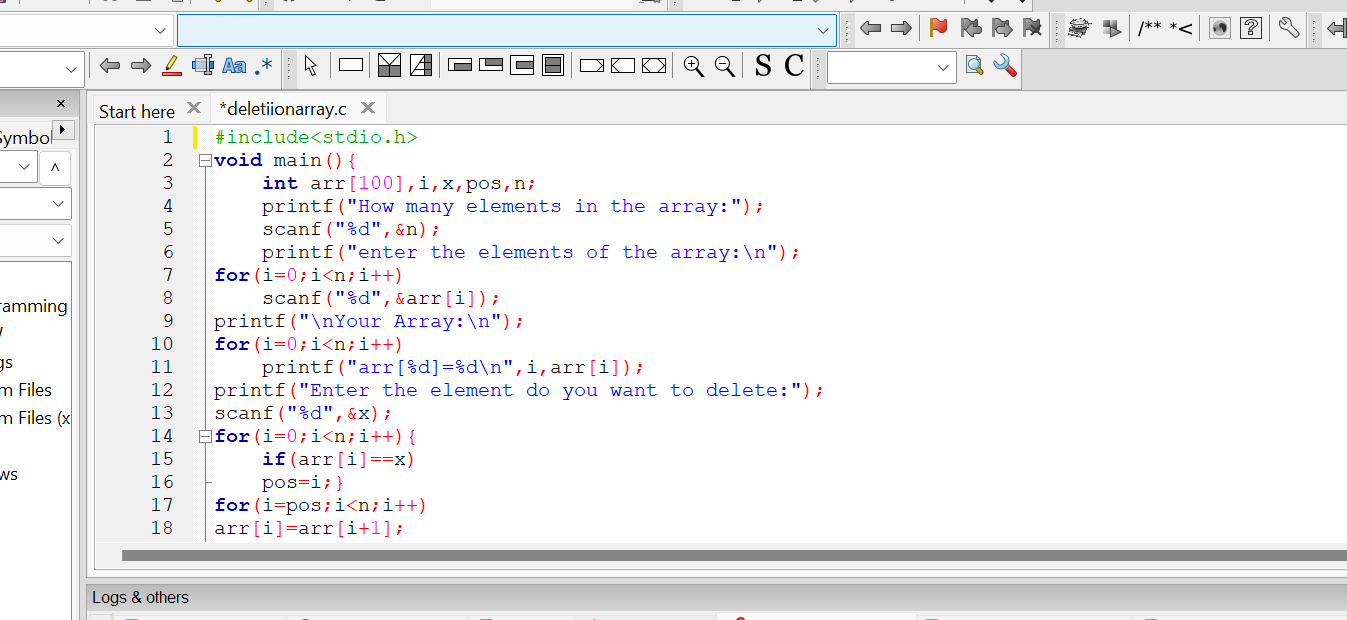 /** *<
Aa .*
S C
×
Start here × *deletiionarray.c ×
Symbol
1 #include<stdio.h>
2 void main(){
3 int arr[100],i,x,pos,n;
4 printf("How many elements in the array:");
5 scanf("%d",&n);
6 printf("enter the elements of the array:\n");
7 for(i=0;i<n;i++)
8 scanf("%d",&arr[i]);
9 printf("\nYour Array:\n");
10 for(i=0;i<n;i++)
11 printf("arr[%d]=%d\n",i,arr[i]);
12 printf("Enter the element do you want to delete:");
13 scanf("%d",&x);
14 for(i=0;i<n;i++){
15 if(arr[i]==x)
16 pos=i;}
17 for(i=pos;i<n;i++)
18 arr[i]=arr[i+1];
ramming
gs
m Files
m Files (x
ws
Logs & others